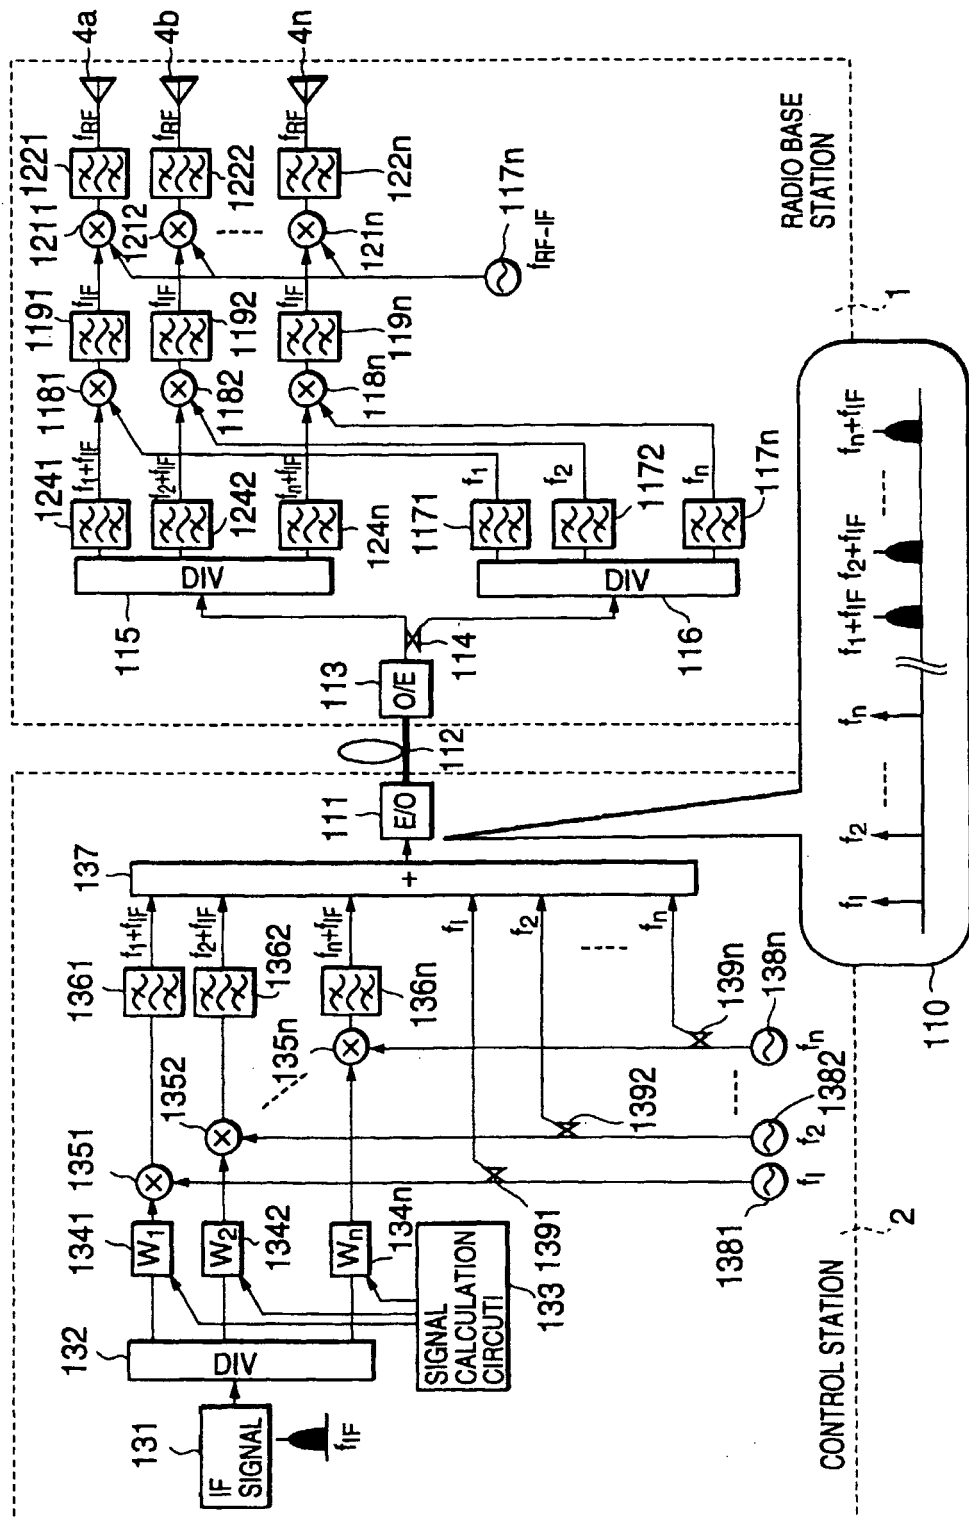 131
IF
SIGNAL
fIF
132
DIV
1341
W1
1342
W2
134n
Wn
SIGNAL
CALCULATION
CIRCUTI
133
1351
1352
135n
1361
f1+fIF
1362
f2+fIF
136n
fn+fIF
137
+
f1
f2
fn
1391
1392
139n
1381
f1
1382
f2
138n
fn
CONTROL STATION
2
111
E/O
112
113
O/E
114
115
DIV
116
DIV
1241
f1+fIF
1242
f2+fIF
124n
fn+fIF
1171
f1
1172
f2
117n
fn
1181
1182
118n
1191
fIF
1192
fIF
119n
fIF
1211
1212
121n
1221
fRF
1222
fRF
122n
fRF
117n
fRF-IF
4a
4b
4n
RADIO BASE
STATION
1
110
f1
f2
fn
f1+fIF
f2+fIF
fn+fIF